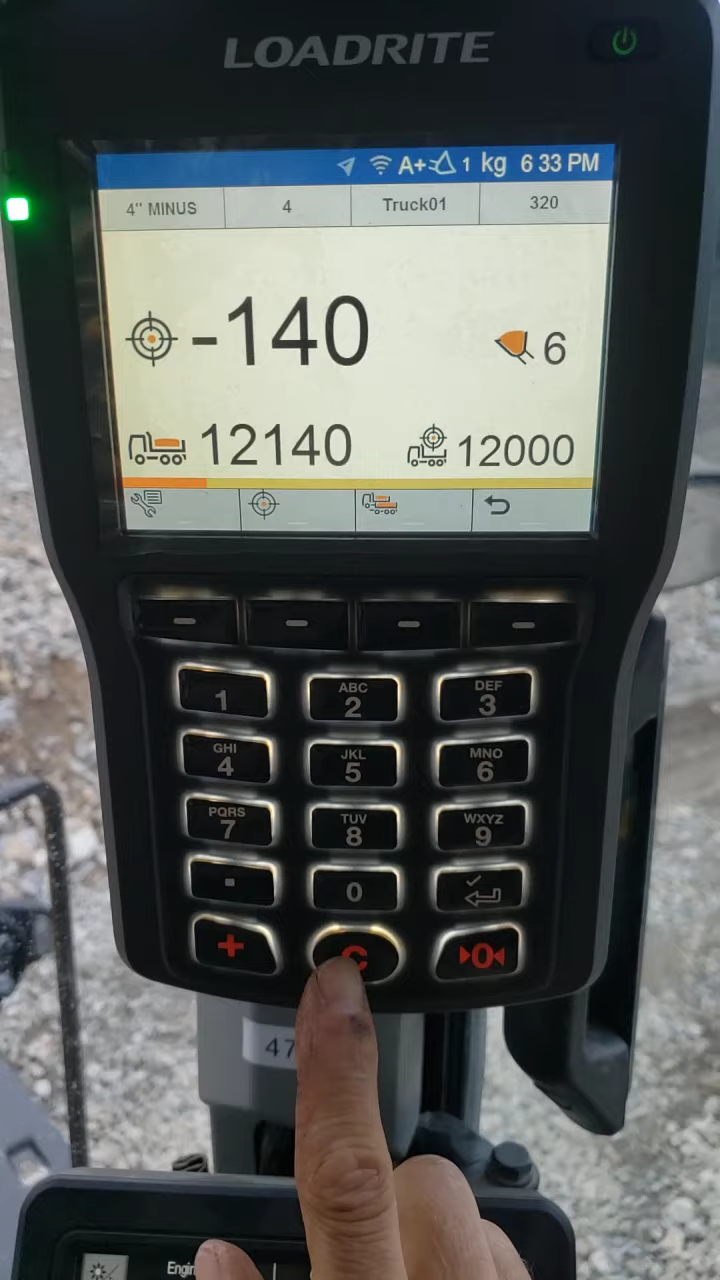 LOADRITE
A+ 1 kg 6 33 PM
4" MINUS 4 Truck01 320
-140 6
12140 12000
1 ABC 2 DEF 3
GHI 4 JKL 5 MNO 6
PQRS 7 TUV 8 WXYZ 9
. 0
+ C 0
47